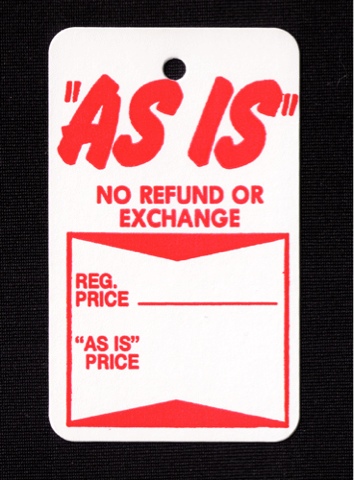 "AS IS"
NO REFUND OR
EXCHANGE
REG.
PRICE
"AS IS"
PRICE